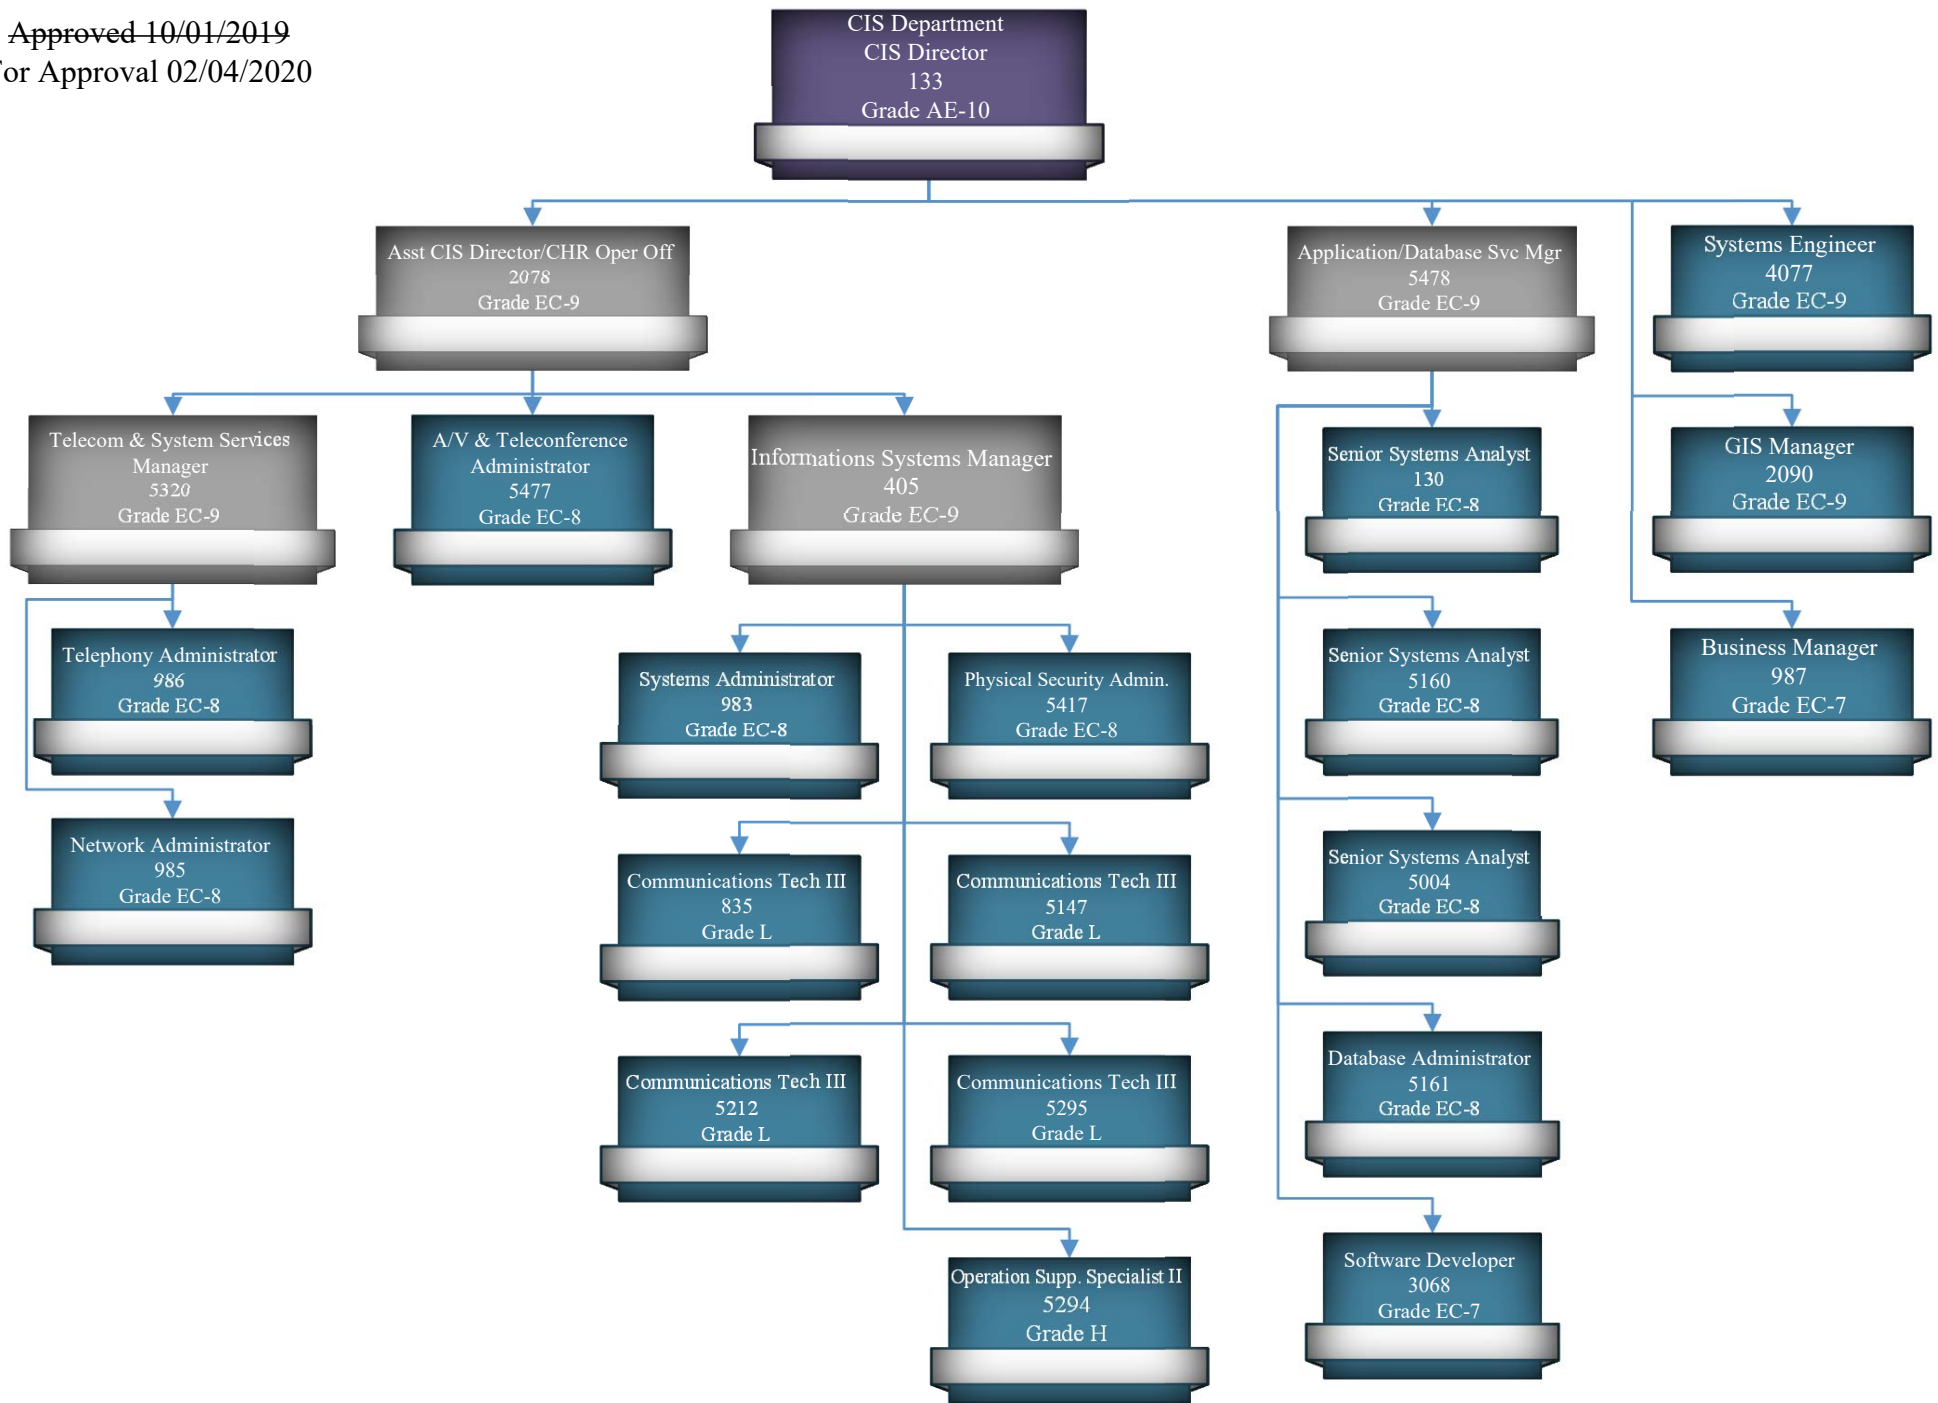 Approved 10/01/2019
or Approval 02/04/2020
CIS Department
CIS Director
133
Grade AE-10
Asst CIS Director/CHR Oper Off
2078
Grade EC-9
Application/Database Svc Mgr
5478
Grade EC-9
Systems Engineer
4077
Grade EC-9
Telecom & System Services
Manager
5320
Grade EC-9
A/V & Teleconference
Administrator
5477
Grade EC-8
Informations Systems Manager
405
Grade EC-9
Senior Systems Analyst
130
Grade EC-8
GIS Manager
2090
Grade EC-9
Telephony Administrator
986
Grade EC-8
Systems Administrator
983
Grade EC-8
Physical Security Admin.
5417
Grade EC-8
Senior Systems Analyst
5160
Grade EC-8
Business Manager
987
Grade EC-7
Network Administrator
985
Grade EC-8
Communications Tech III
835
Grade L
Communications Tech III
5147
Grade L
Senior Systems Analyst
5004
Grade EC-8
Communications Tech III
5212
Grade L
Communications Tech III
5295
Grade L
Database Administrator
5161
Grade EC-8
Operation Supp. Specialist II
5294
Grade H
Software Developer
3068
Grade EC-7